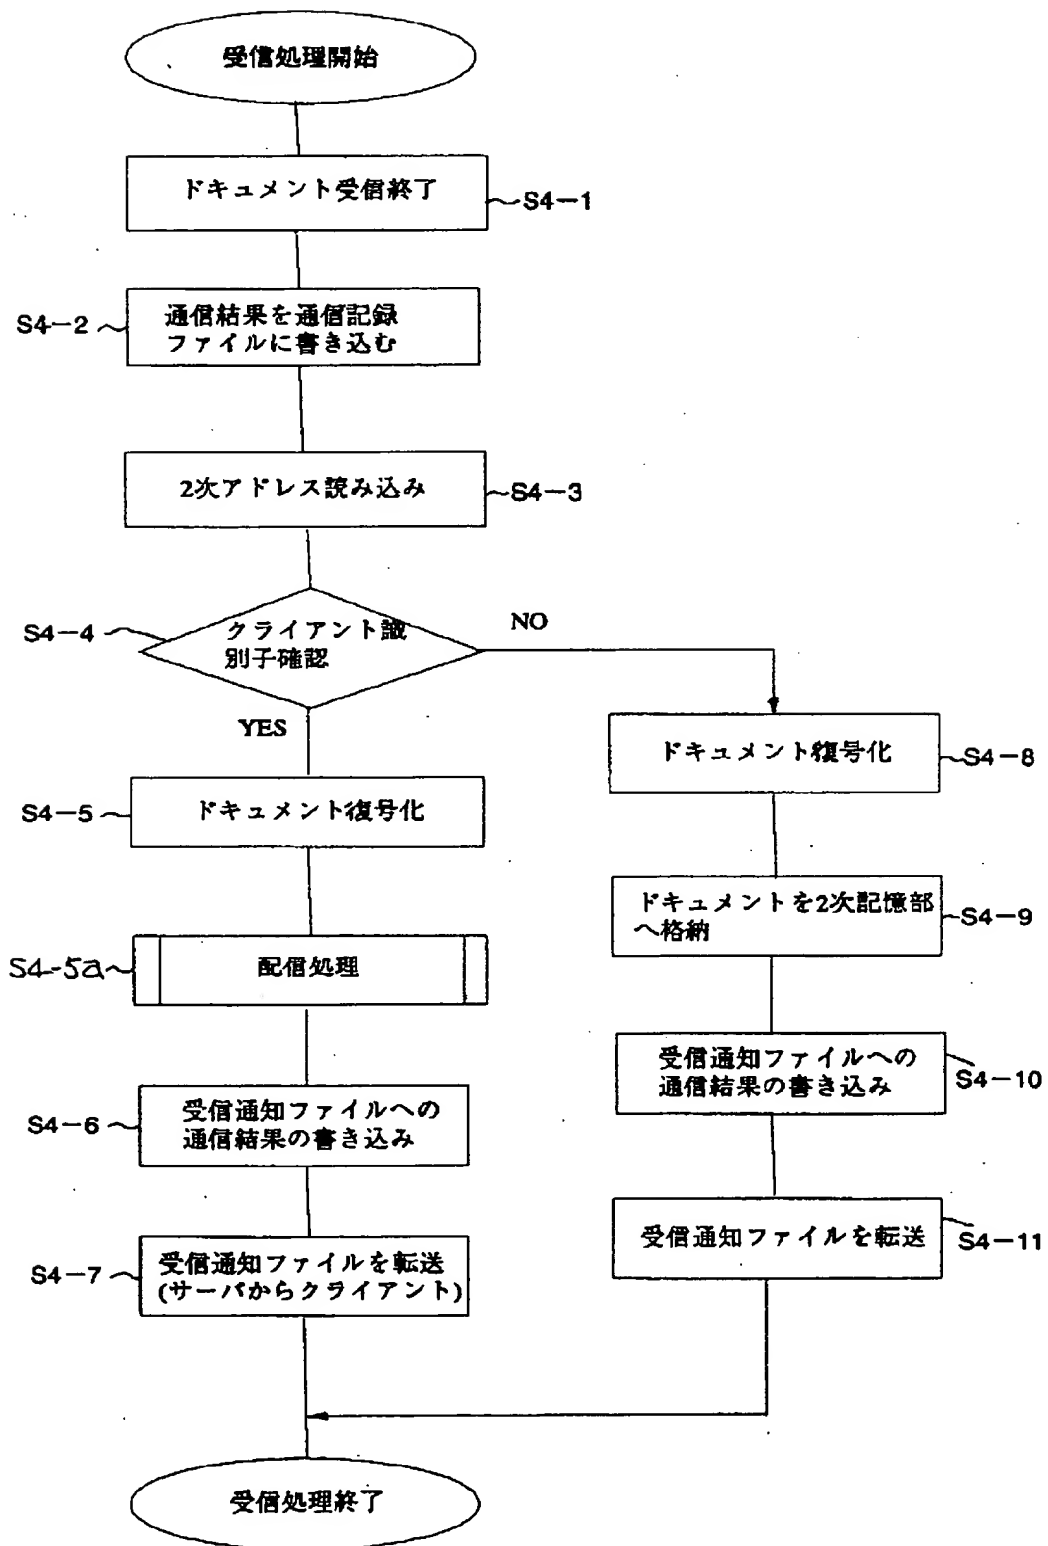 受信処理開始
ドキュメント受信終了
S4-1
S4-2
通信結果を通信記録
ファイルに書き込む
2次アドレス読み込み
S4-3
S4-4
クライアント識
別子確認
NO
YES
ドキュメント復号化
S4-8
S4-5
ドキュメント復号化
ドキュメントを2次記憶部
へ格納
S4-9
S4-5a
配信処理
受信通知ファイルへの
通信結果の書き込み
S4-10
S4-6
受信通知ファイルへの
通信結果の書き込み
受信通知ファイルを転送
S4-11
S4-7
受信通知ファイルを転送
(サーバからクライアント)
受信処理終了